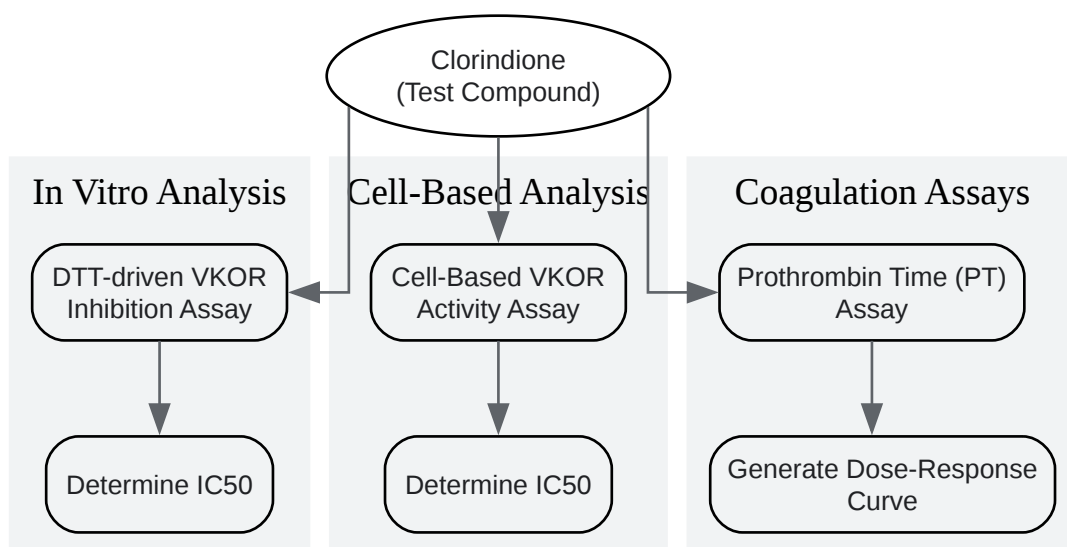 Clorindione
(Test Compound)
In Vitro Analysis
DTT-driven VKOR
Inhibition Assay
Determine IC50
Cell-Based Analysis
Cell-Based VKOR
Activity Assay
Determine IC50
Coagulation Assays
Prothrombin Time (PT)
Assay
Generate Dose-Response
Curve